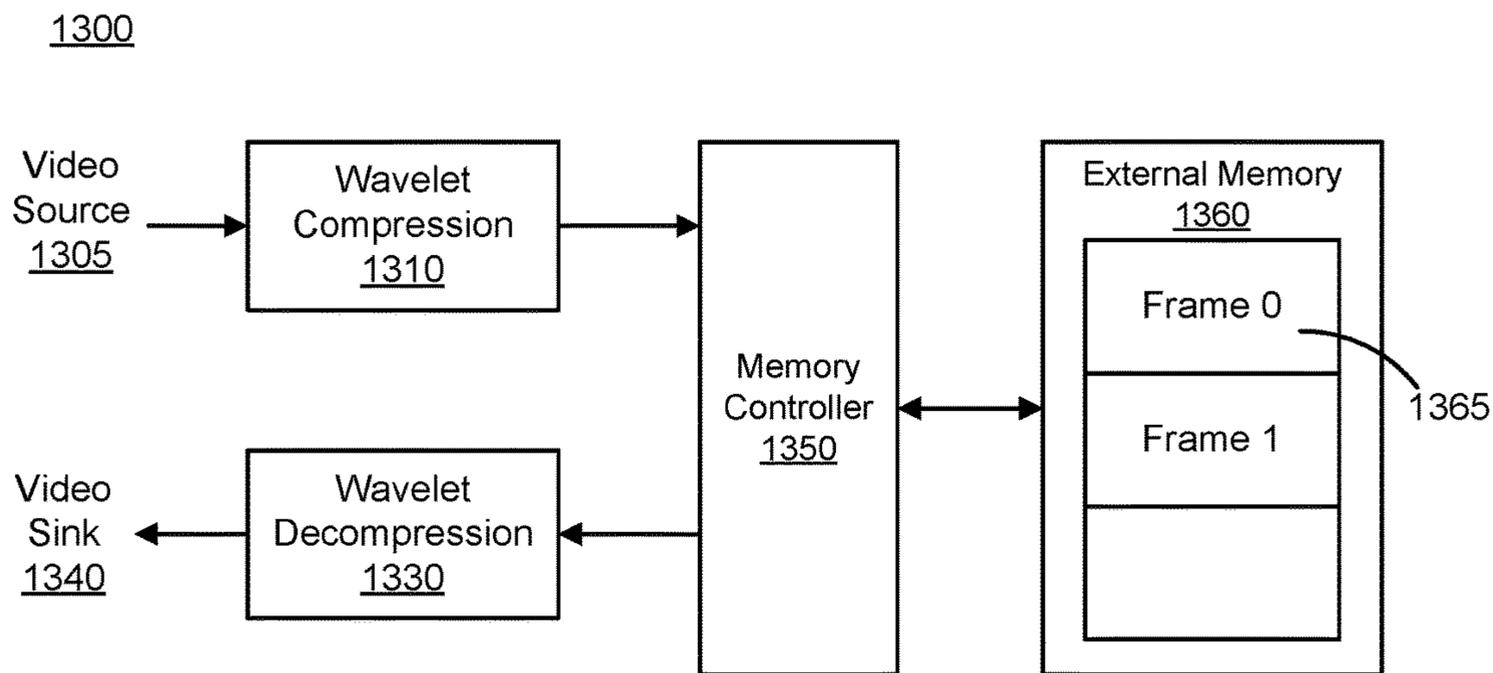 1300
Video
Source
1305
Wavelet
Compression
1310
Memory
Controller
1350
External Memory
1360
Frame 0
1365
Frame 1
Video
Sink
1340
Wavelet
Decompression
1330